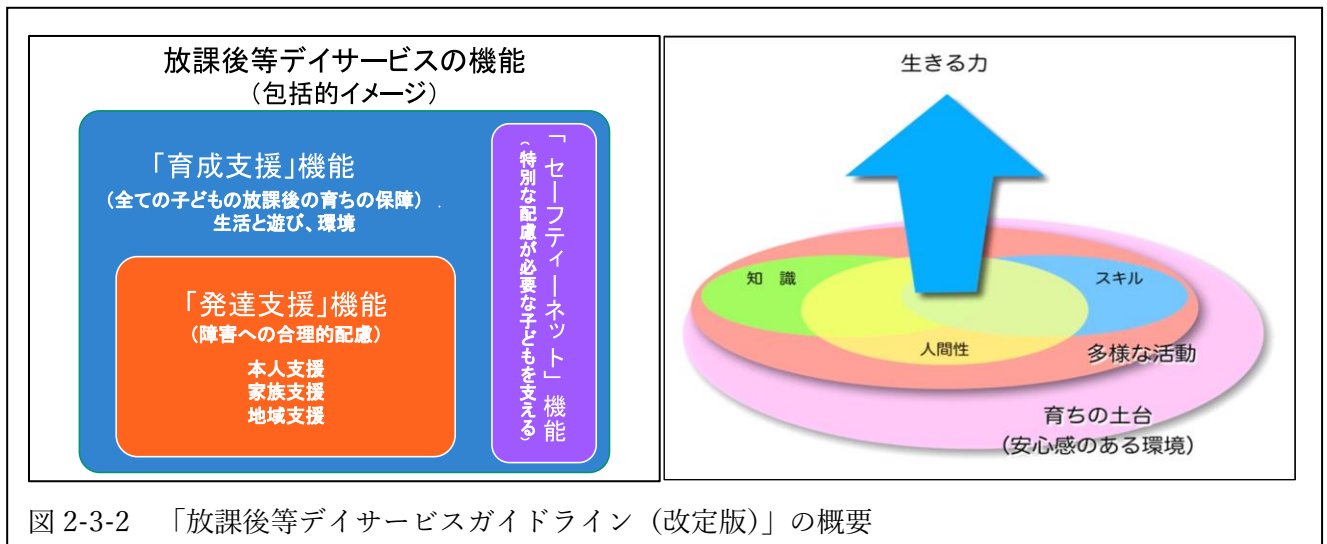 放課後等デイサービスの機能
(包括的イメージ)
「育成支援」機能
(全ての子どもの放課後の育ちの保障) .
生活と遊び、環境
「発達支援」機能
(障害への合理的配慮)
本人支援
家族支援
地域支援
「セーフティーネット」機能
(特別な配慮が必要な子どもを支える)
生きる力
知 識
スキル
人間性
多様な活動
育ちの土台
(安心感のある環境)
図 2-3-2 「放課後等デイサービスガイドライン（改定版）」の概要